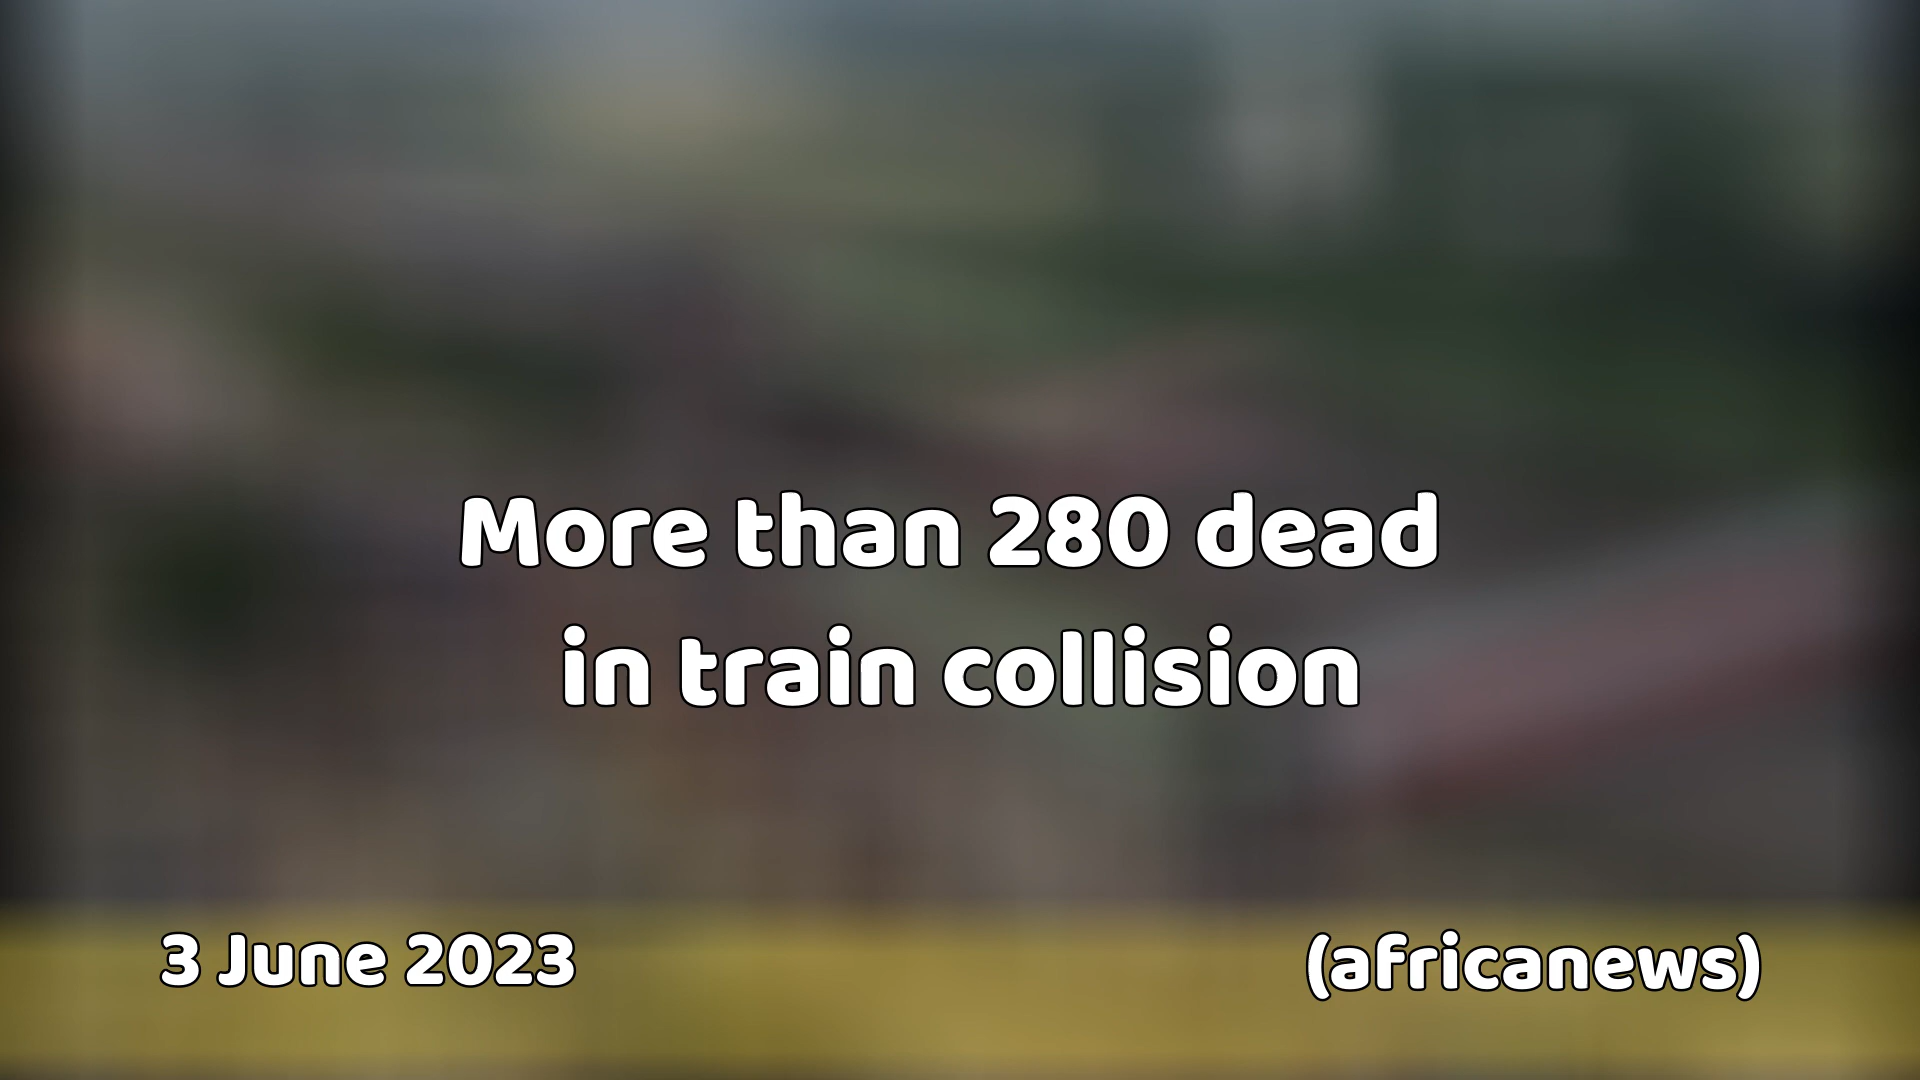 More than 280 dead
in train collision
3 June 2023
(africanews)